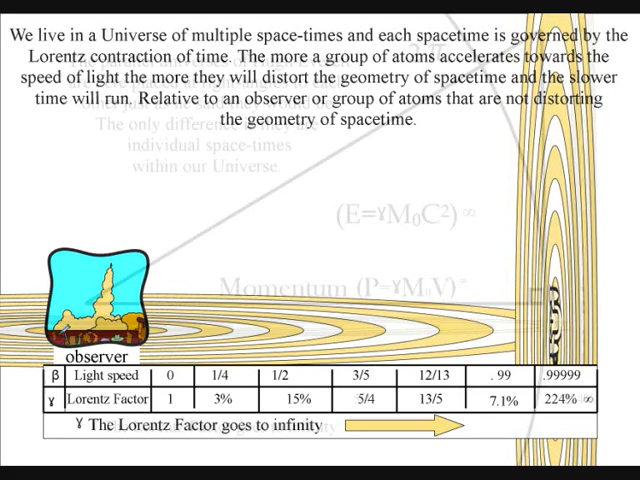 We live in a Universe of multiple space-times and each spacetime is governed by the
Lorentz contraction of time. The more a group of atoms accelerates towards the
speed of light the more they will distort the geometry of spacetime and the slower
time will run. Relative to an observer or group of atoms that are not distorting
the geometry of spacetime.
The only difference is they are
individual space-times
within our Universe.
(E=ɤM₀C²) ∞
Momentum (P=ɤM₀V) ∞
observer
β Light speed 0 1/4 1/2 3/5 12/13 .99 .99999
ɤ Lorentz Factor 1 3% 15% 5/4 13/5 7.1% 224% ∞
ɤ The Lorentz Factor goes to infinity